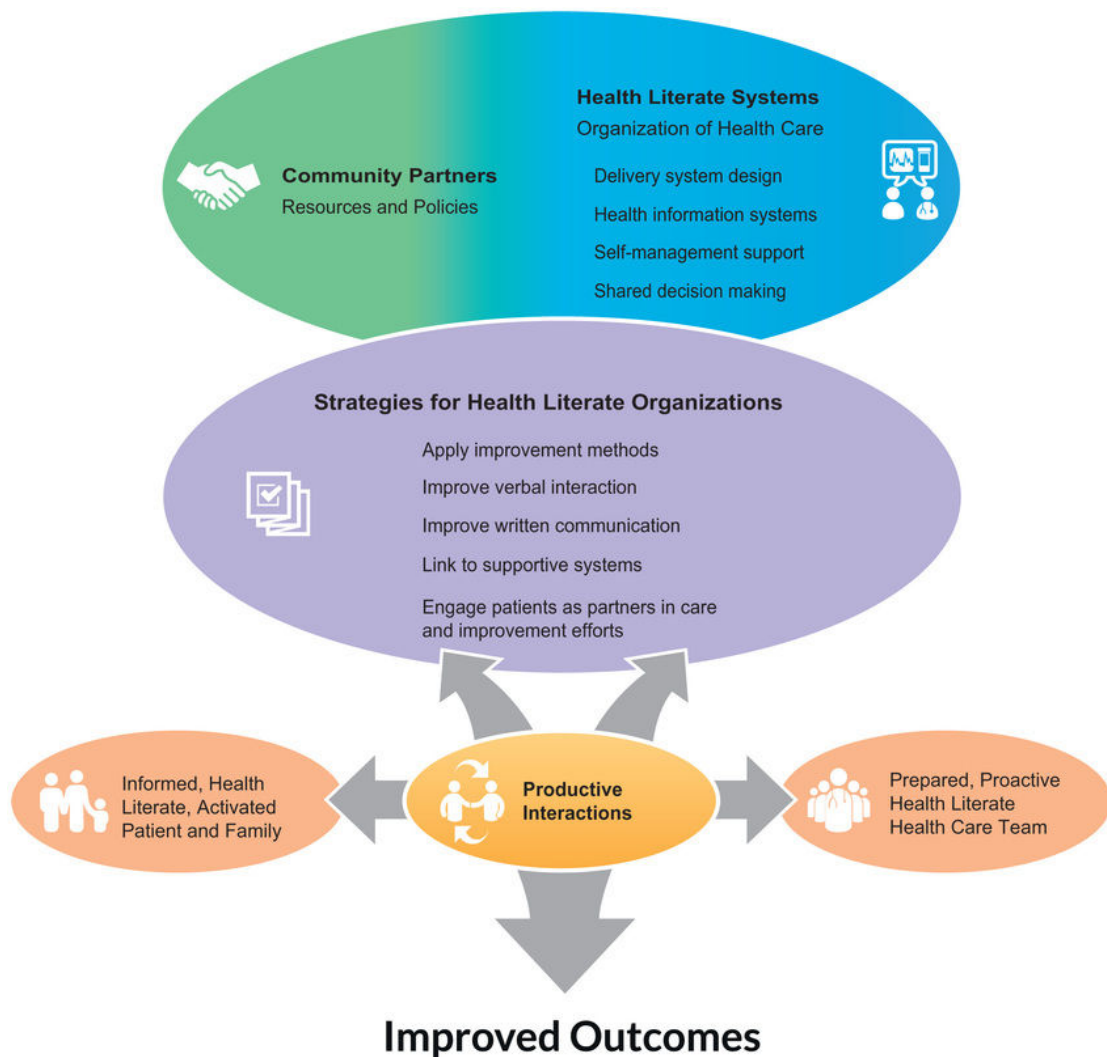 Community Partners
Resources and Policies
Health Literate Systems
Organization of Health Care
Delivery system design
Health information systems
Self-management support
Shared decision making
Strategies for Health Literate Organizations
Apply improvement methods
Improve verbal interaction
Improve written communication
Link to supportive systems
Engage patients as partners in care
and improvement efforts
Informed, Health
Literate, Activated
Patient and Family
Productive
Interactions
Prepared, Proactive
Health Literate
Health Care Team
Improved Outcomes